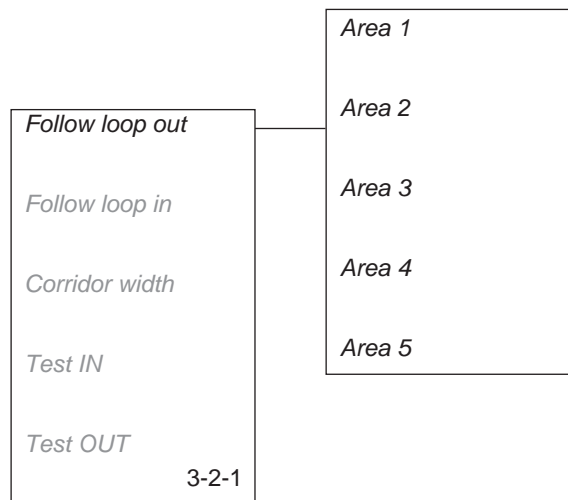 Follow loop out
Follow loop in
Corridor width
Test IN
Test OUT
3-2-1
Area 1
Area 2
Area 3
Area 4
Area 5